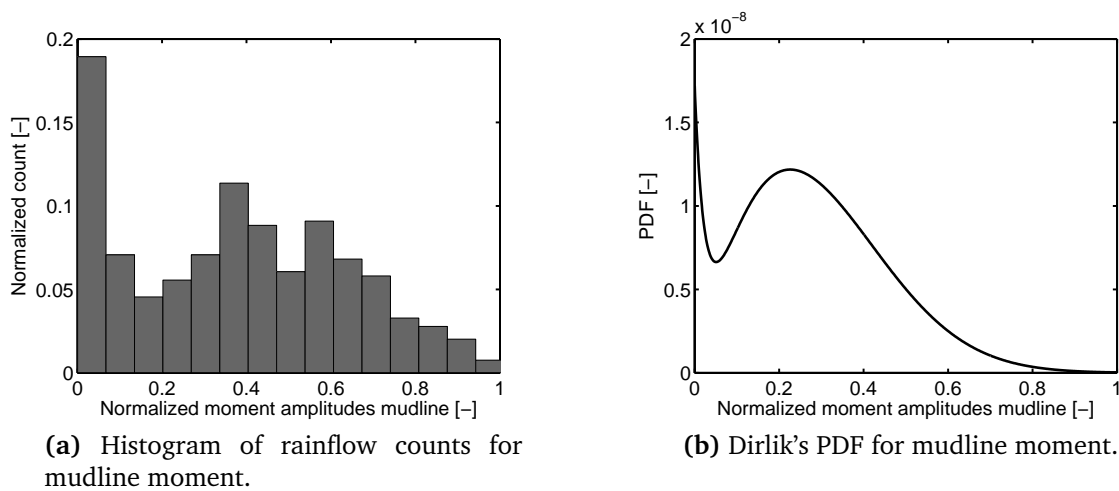 0.2
0.15
0.1
0.05
0
Normalized count [−]
0 0.2 0.4 0.6 0.8 1
Normalized moment amplitudes mudline [−]
(a) Histogram of rainflow counts for
mudline moment.
x 10−8
2
1.5
1
0.5
0
PDF [−]
0 0.2 0.4 0.6 0.8 1
Normalized moment amplitudes mudline [−]
(b) Dirlik’s PDF for mudline moment.